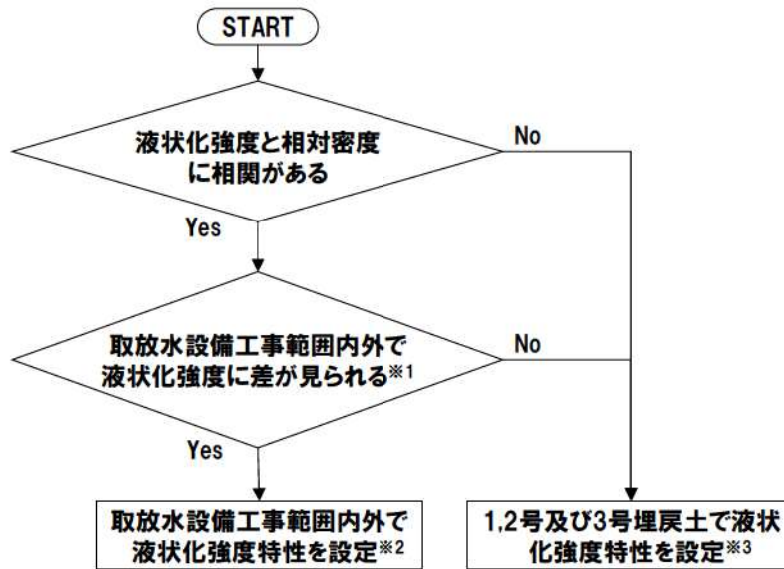 START
液状化強度と相対密度
に相関がある
No
Yes
取放水設備工事範囲内外で
液状化強度に差が見られる※1
No
Yes
取放水設備工事範囲内外で
液状化強度特性を設定※2
1,2号及び3号埋戻土で液状
化強度特性を設定※3